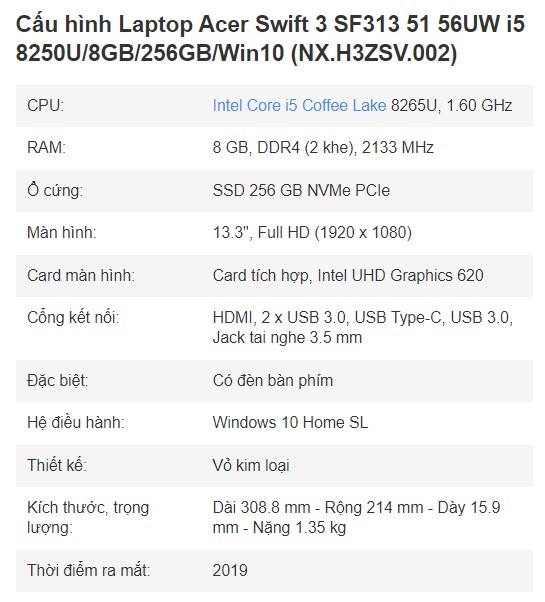 Cấu hình Laptop Acer Swift 3 SF313 51 56UW i5
8250U/8GB/256GB/Win10 (NX.H3ZSV.002)
CPU: Intel Core i5 Coffee Lake 8265U, 1.60 GHz
RAM: 8 GB, DDR4 (2 khe), 2133 MHz
Ổ cứng: SSD 256 GB NVMe PCIe
Màn hình: 13.3", Full HD (1920 x 1080)
Card màn hình: Card tích hợp, Intel UHD Graphics 620
Cổng kết nối: HDMI, 2 x USB 3.0, USB Type-C, USB 3.0,
Jack tai nghe 3.5 mm
Đặc biệt: Có đèn bàn phím
Hệ điều hành: Windows 10 Home SL
Thiết kế: Vỏ kim loại
Kích thước, trọng Dài 308.8 mm - Rộng 214 mm - Dày 15.9
lượng: mm - Nặng 1.35 kg
Thời điểm ra mắt: 2019